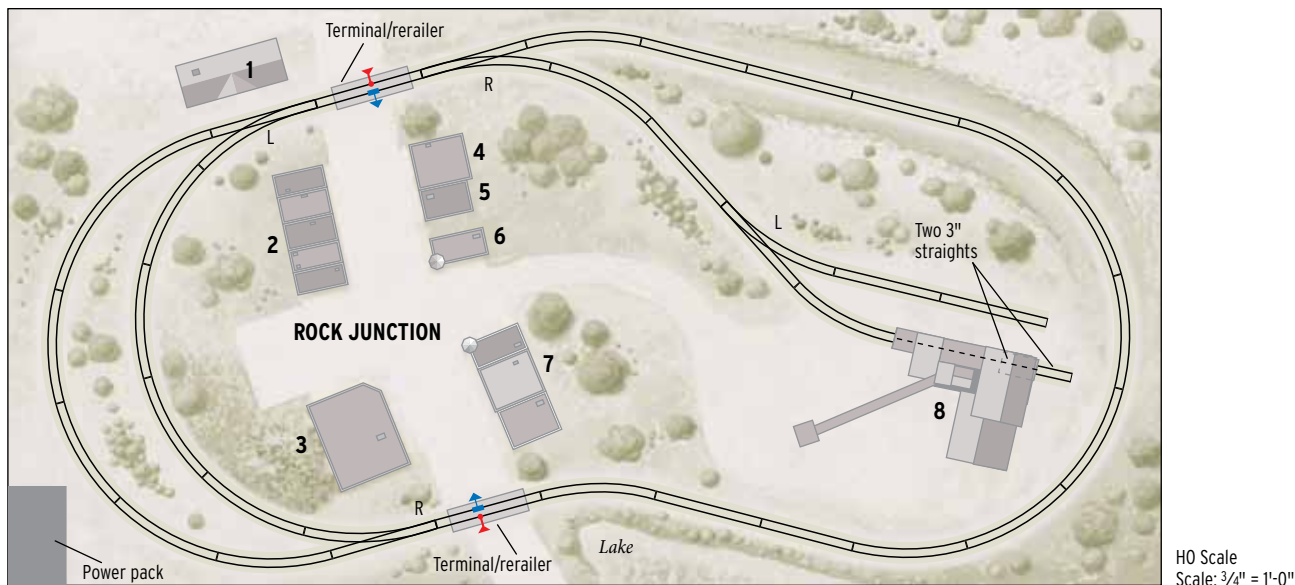 Terminal/rerailer
1
R
L
4
5
L
Two 3"
straights
2
6
ROCK JUNCTION
7
8
3
R
Lake
Power pack
Terminal/rerailer
HO Scale
Scale: 3/4" = 1'-0"